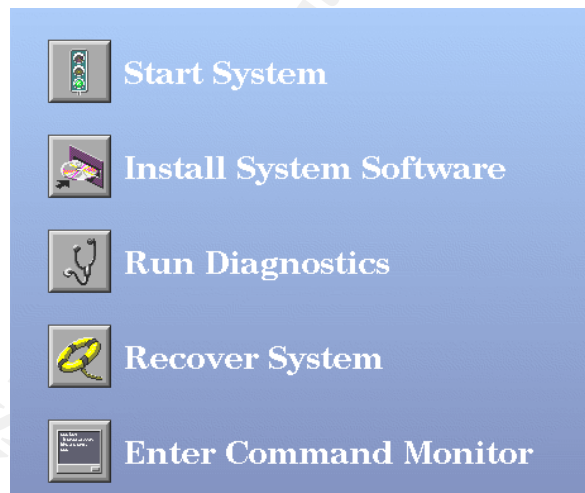 Start System
Install System Software
Run Diagnostics
Recover System
Enter Command Monitor